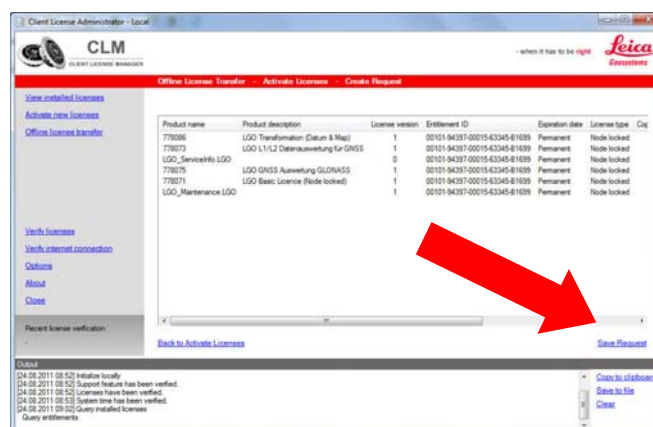 Client License Administrator - Local
CLM
CLIENT LICENSE MANAGER
- when it has to be right
Leica
Geosystems
Offline License Transfer - Activate Licenses - Create Request
View installed licenses
Activate new licenses
Offline license transfer
Product name Product description License version Entitlement ID Expiration date License type Cop
778086 LGO Transformation (Datum & Map) 1 00101-94397-00015-63345-B1699 Permanent Node locked
778073 LGO L1/L2 Datenauswertung für GNSS 1 00101-94397-00015-63345-B1699 Permanent Node locked
LGO_ServiceInfo.LGO 0 00101-94397-00015-63345-B1699 Permanent Node locked
778075 LGO GNSS Auswertung GLONASS 1 00101-94397-00015-63345-B1699 Permanent Node locked
778071 LGO Basic Licence (Node locked) 1 00101-94397-00015-63345-B1699 Permanent Node locked
LGO_Maintenance.LGO 1 00101-94397-00015-63345-B1699 Permanent Node locked
Verify licenses
Verify internet connection
Options
About
Close
Recent license verification:
-
Back to Activate Licenses
Save Request
Output
[24.08.2011 08:52] Initialize locally
[24.08.2011 08:52] Support feature has been verified.
[24.08.2011 08:52] Licenses have been verified.
[24.08.2011 08:53] System time has been verified.
[24.08.2011 09:02] Query installed licenses
Query entitlements
Copy to clipboard
Save to file
Clear